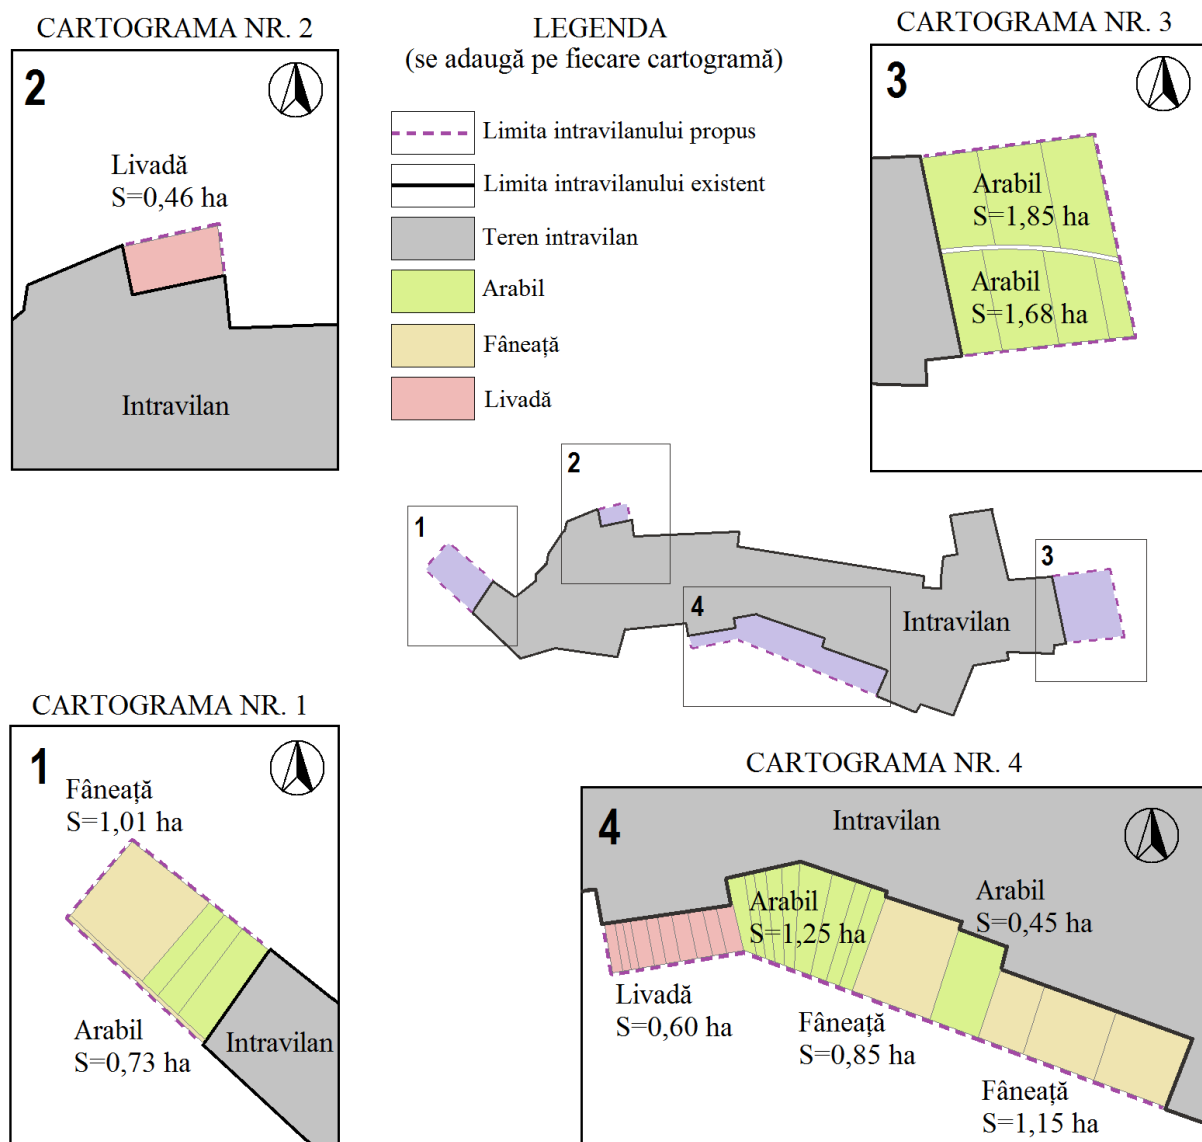 CARTOGRAMA NR. 2
2
Livadă
S=0,46 ha
Intravilan
LEGENDA
(se adaugă pe fiecare cartogramă)
Limita intravilanului propus
Limita intravilanului existent
Teren intravilan
Arabil
Fâneață
Livadă
CARTOGRAMA NR. 3
3
Arabil
S=1,85 ha
Arabil
S=1,68 ha
1
2
3
4
Intravilan
CARTOGRAMA NR. 1
1
Fâneață
S=1,01 ha
Arabil
S=0,73 ha
Intravilan
CARTOGRAMA NR. 4
4
Intravilan
Arabil
S=1,25 ha
Arabil
S=0,45 ha
Livadă
S=0,60 ha
Fâneață
S=0,85 ha
Fâneață
S=1,15 ha